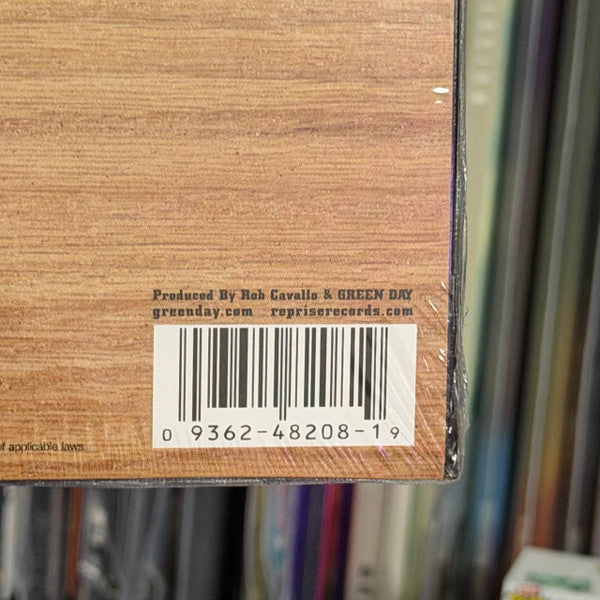 Produced By Rob Cavallo & GREEN DAY
greenday.com repriserecords.com
0 9362-48208-1 9
of applicable laws.